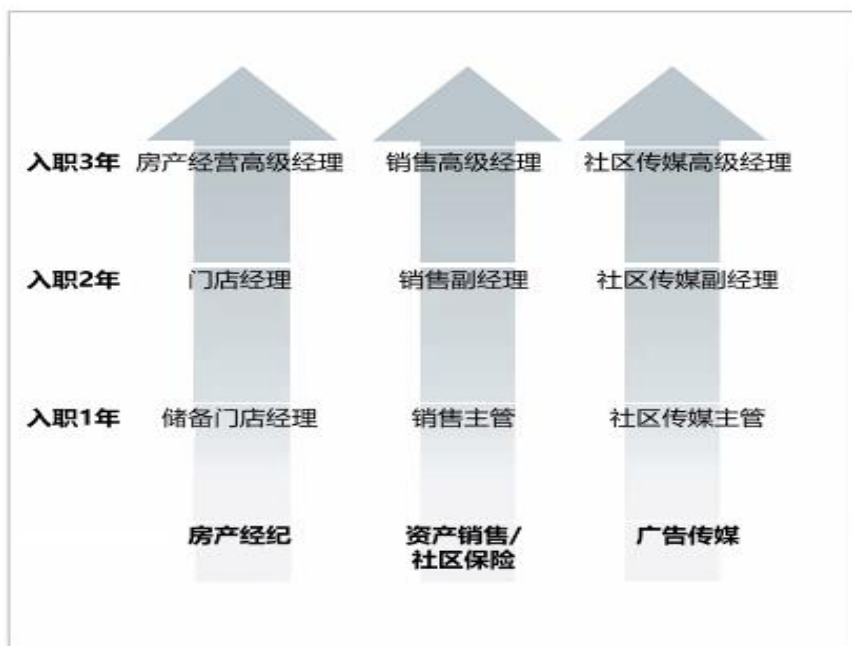 入职3年 房产经营高级经理 销售高级经理 社区传媒高级经理
入职2年 门店经理 销售副经理 社区传媒副经理
入职1年 储备门店经理 销售主管 社区传媒主管
房产经纪 资产销售/ 广告传媒
社区保险